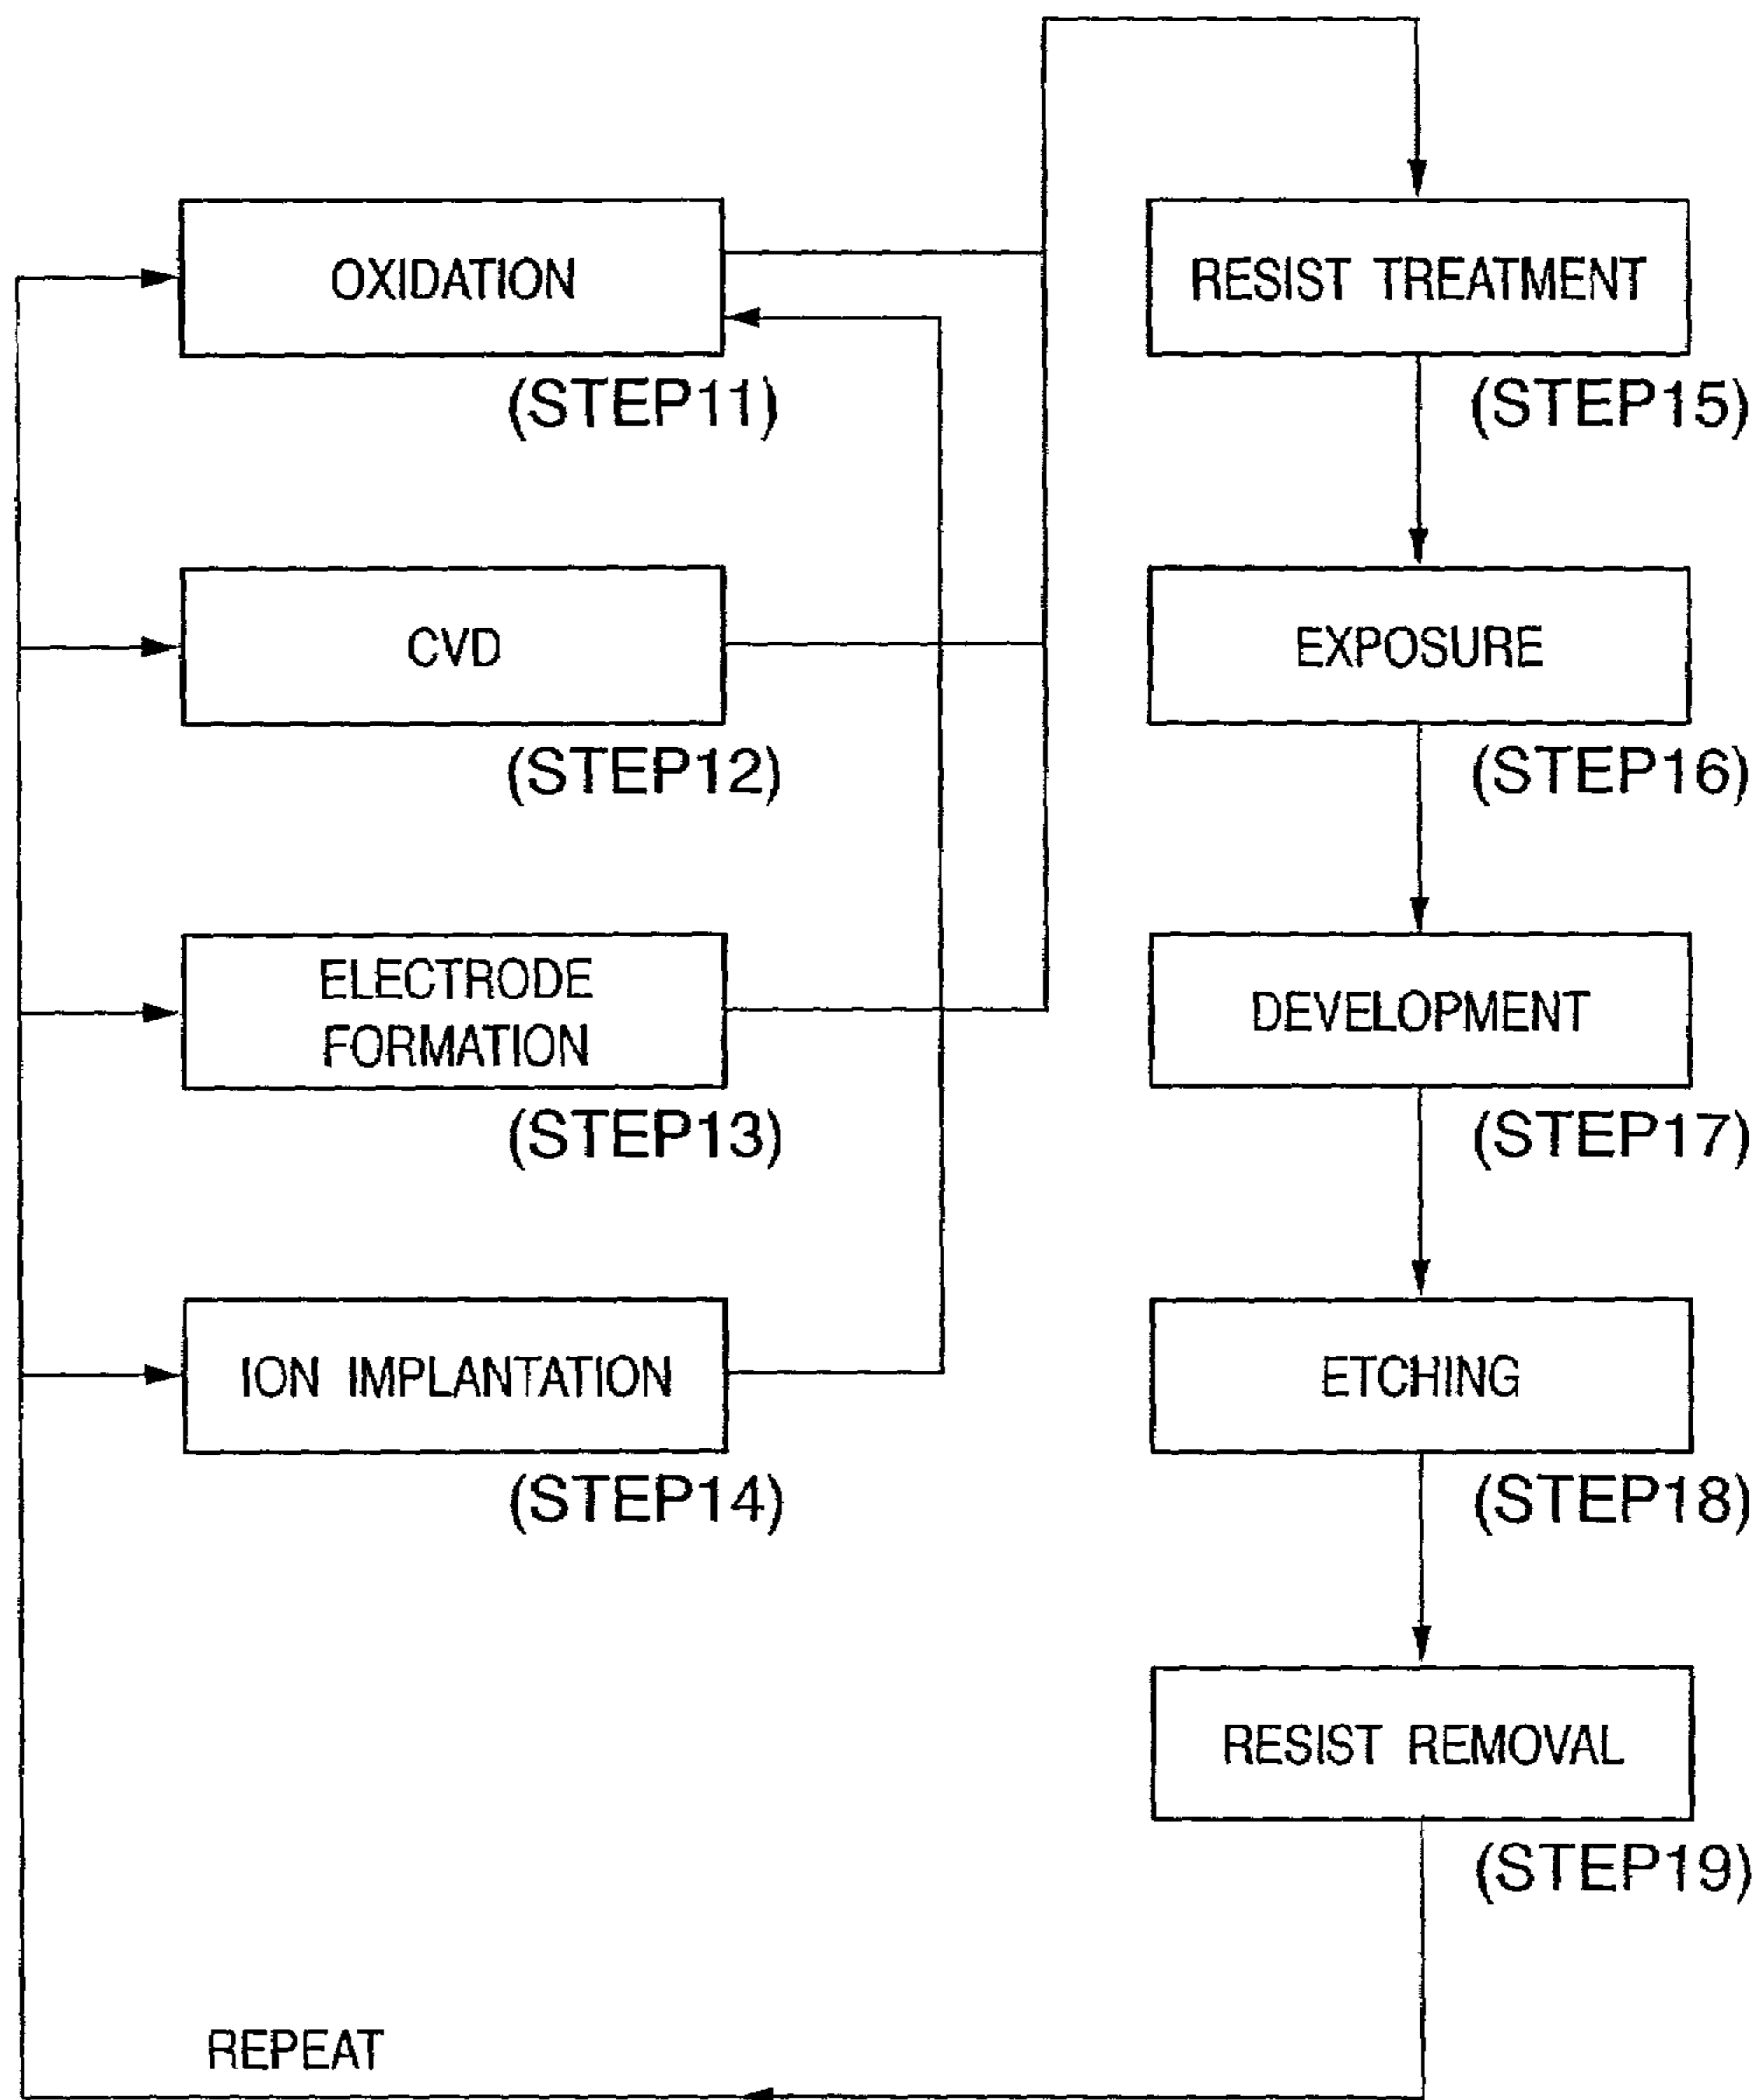 OXIDATION
(STEP11)
CVD
(STEP12)
ELECTRODE
FORMATION
(STEP13)
ION IMPLANTATION
(STEP14)
RESIST TREATMENT
(STEP15)
EXPOSURE
(STEP16)
DEVELOPMENT
(STEP17)
ETCHING
(STEP18)
RESIST REMOVAL
(STEP19)
REPEAT